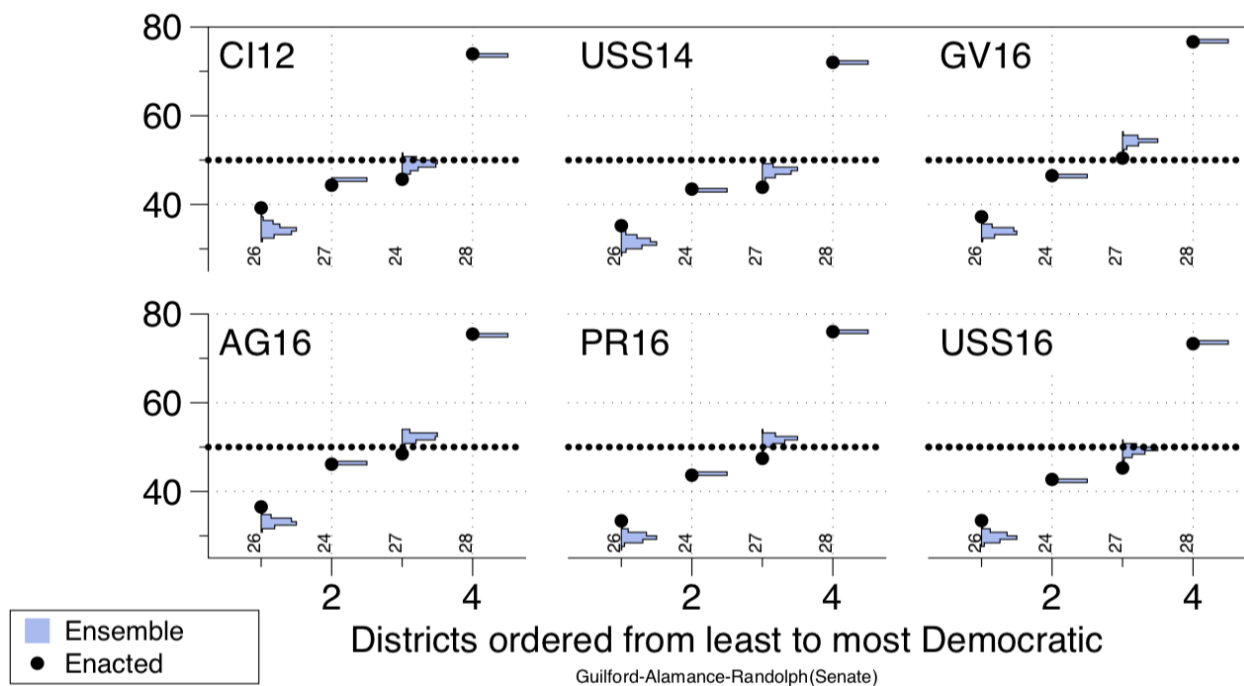 80
60
40
CI12
26
27
24
28
USS14
26
24
27
28
GV16
26
24
27
28
80
60
40
AG16
26
24
27
28
PR16
26
24
27
28
USS16
26
24
27
28
2 4 2 4 2 4
Districts ordered from least to most Democratic
Guilford-Alamance-Randolph(Senate)
Ensemble
Enacted